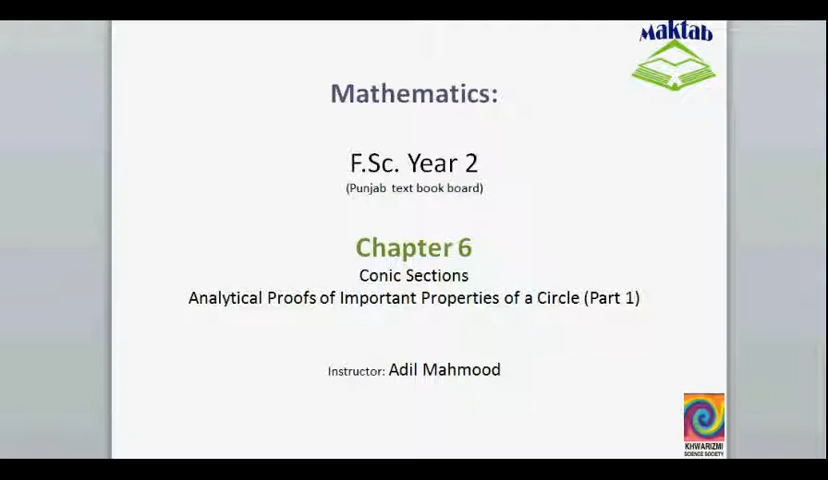 Maktab
Mathematics:
F.Sc. Year 2
(Punjab text book board)
Chapter 6
Conic Sections
Analytical Proofs of Important Properties of a Circle (Part 1)
Instructor: Adil Mahmood
KHWARIZMI
SCIENCE SOCIETY